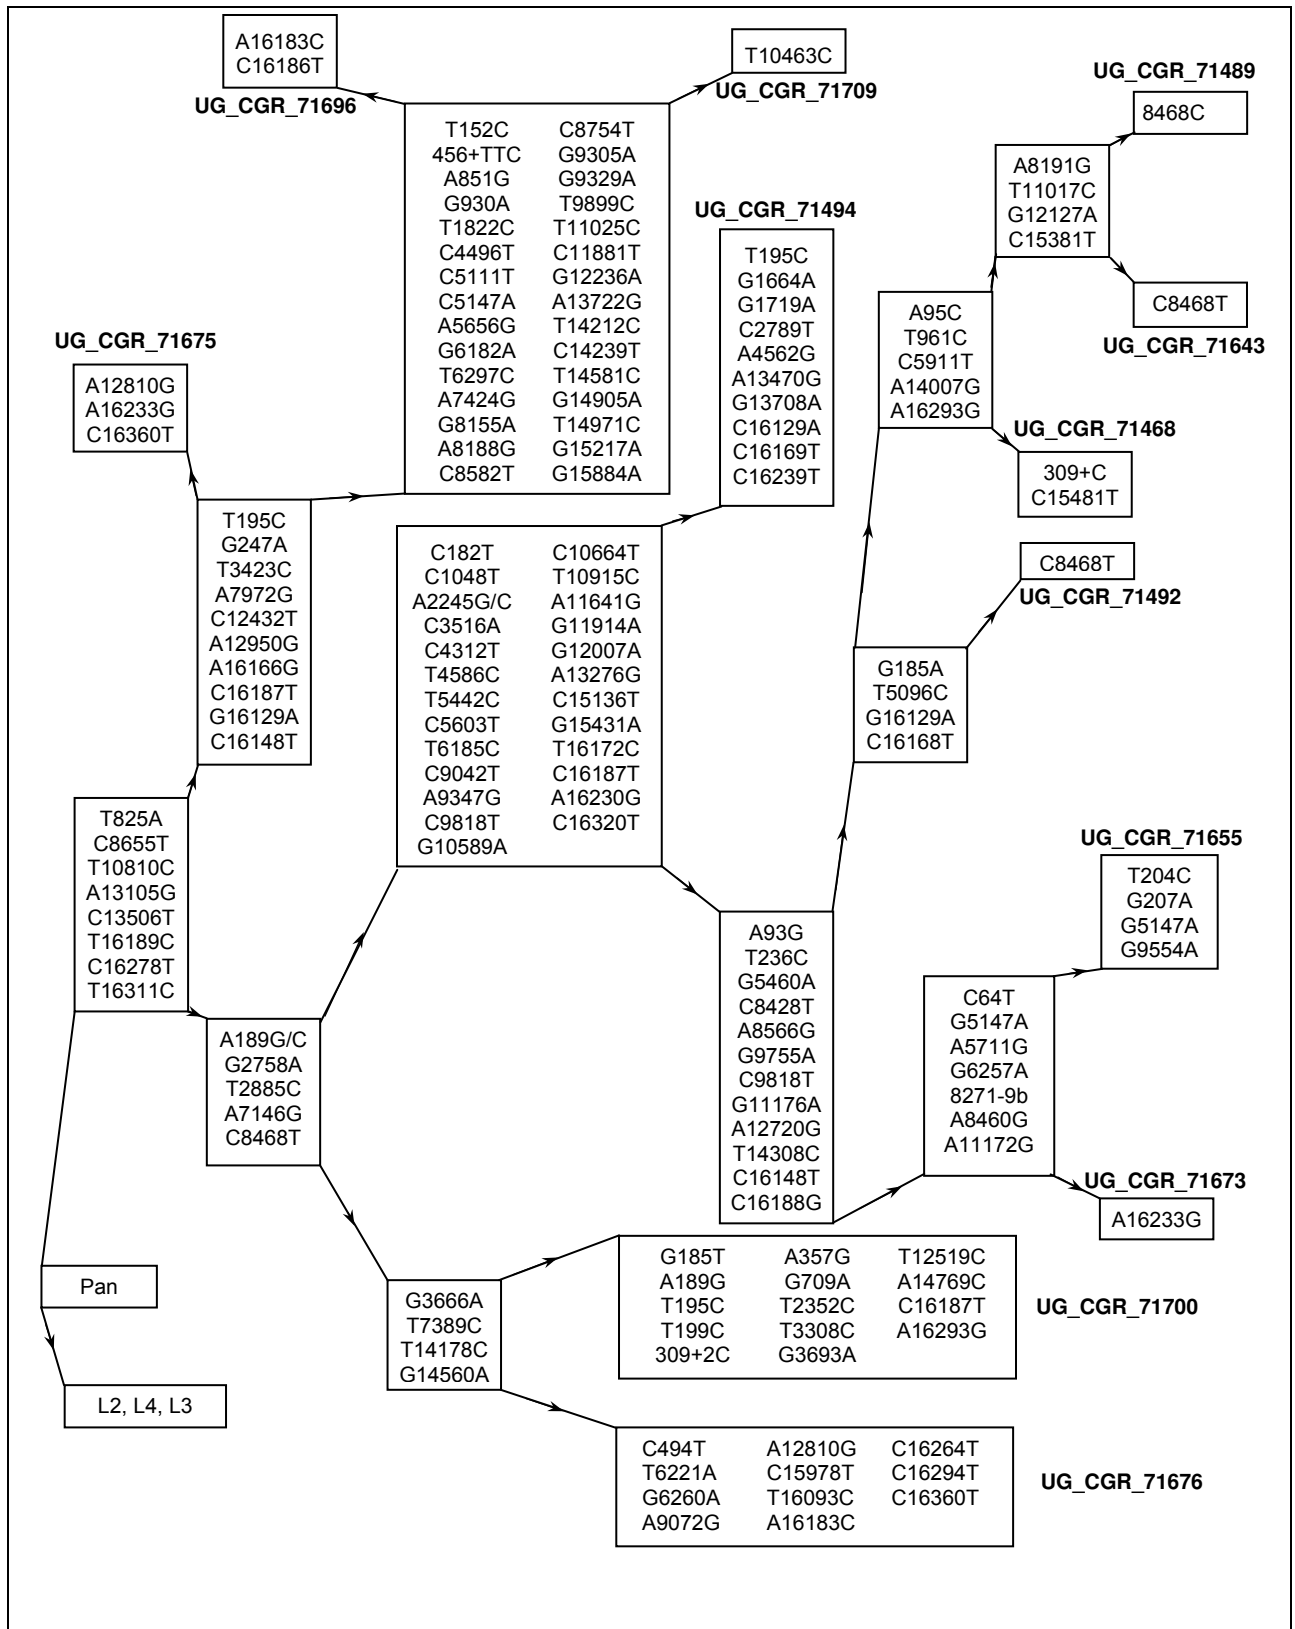 A16183C
C16186T
UG_CGR_71696
T10463C
UG_CGR_71709
T152C C8754T
456+TTC G9305A
A851G G9329A
G930A T9899C
T1822C T11025C
C4496T C11881T
C5111T G12236A
C5147A A13722G
A5656G T14212C
G6182A C14239T
T6297C T14581C
A7424G G14905A
G8155A T14971C
A8188G G15217A
C8582T G15884A
UG_CGR_71489
8468C
A8191G
T11017C
G12127A
C15381T
C8468T
UG_CGR_71643
UG_CGR_71494
T195C
G1664A
G1719A
C2789T
A4562G
A13470G
G13708A
C16129A
C16169T
C16239T
A95C
T961C
C5911T
A14007G
A16293G
UG_CGR_71468
309+C
C15481T
UG_CGR_71675
A12810G
A16233G
C16360T
T195C
G247A
T3423C
A7972G
C12432T
A12950G
A16166G
C16187T
G16129A
C16148T
C182T C10664T
C1048T T10915C
A2245G/C A11641G
C3516A G11914A
C4312T G12007A
T4586C A13276G
T5442C C15136T
C5603T G15431A
T6185C T16172C
C9042T C16187T
A9347G A16230G
C9818T C16320T
G10589A
C8468T
UG_CGR_71492
G185A
T5096C
G16129A
C16168T
T825A
C8655T
T10810C
A13105G
C13506T
T16189C
C16278T
T16311C
UG_CGR_71655
T204C
G207A
G5147A
G9554A
A93G
T236C
G5460A
C8428T
A8566G
G9755A
C9818T
G11176A
A12720G
T14308C
C16148T
C16188G
C64T
G5147A
A5711G
G6257A
8271-9b
A8460G
A11172G
UG_CGR_71673
A16233G
A189G/C
G2758A
T2885C
A7146G
C8468T
Pan
L2, L4, L3
G3666A
T7389C
T14178C
G14560A
G185T A357G T12519C
A189G G709A A14769C
T195C T2352C C16187T
T199C T3308C A16293G
309+2C G3693A
UG_CGR_71700
C494T A12810G C16264T
T6221A C15978T C16294T
G6260A T16093C C16360T
A9072G A16183C
UG_CGR_71676